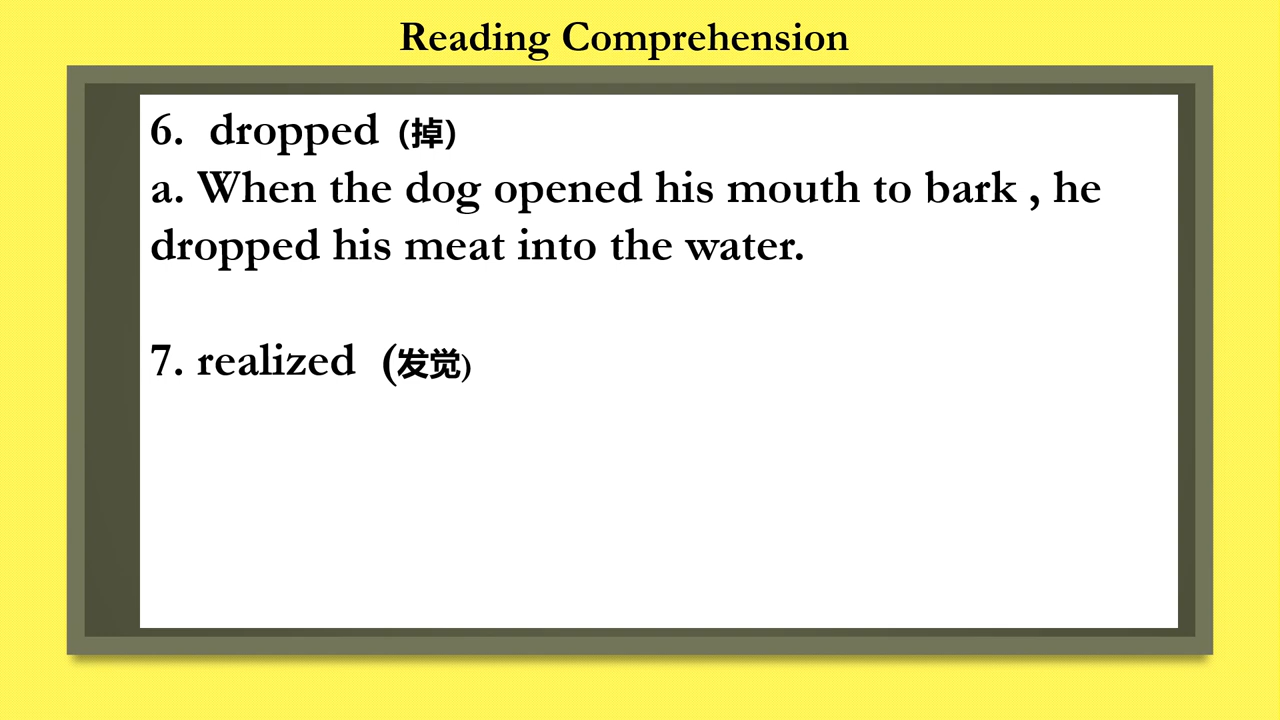 Reading Comprehension
6. dropped (掉)
a. When the dog opened his mouth to bark , he
dropped his meat into the water.
7. realized (发觉)